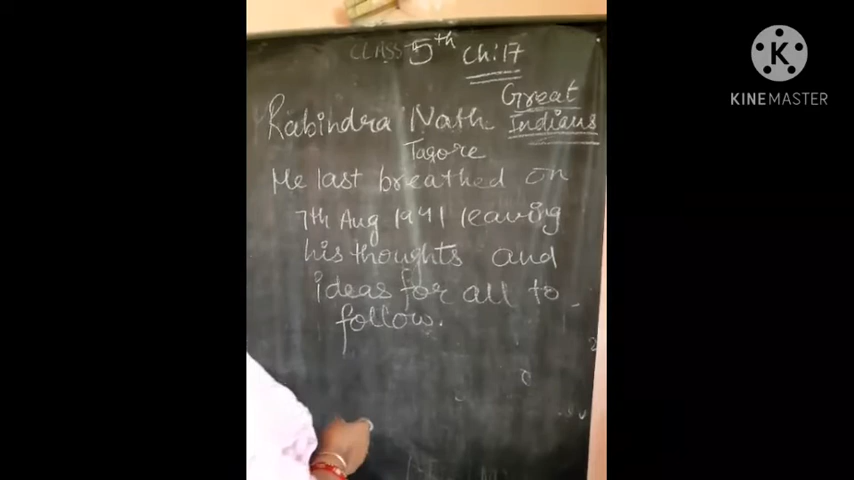 CLASS 5th Ch:17
Great
Rabindra Nath Indians
Tagore
He last breathed on
7th Aug 1941 leaving
his thoughts and
ideas for all to
follow.
K
KINEMASTER